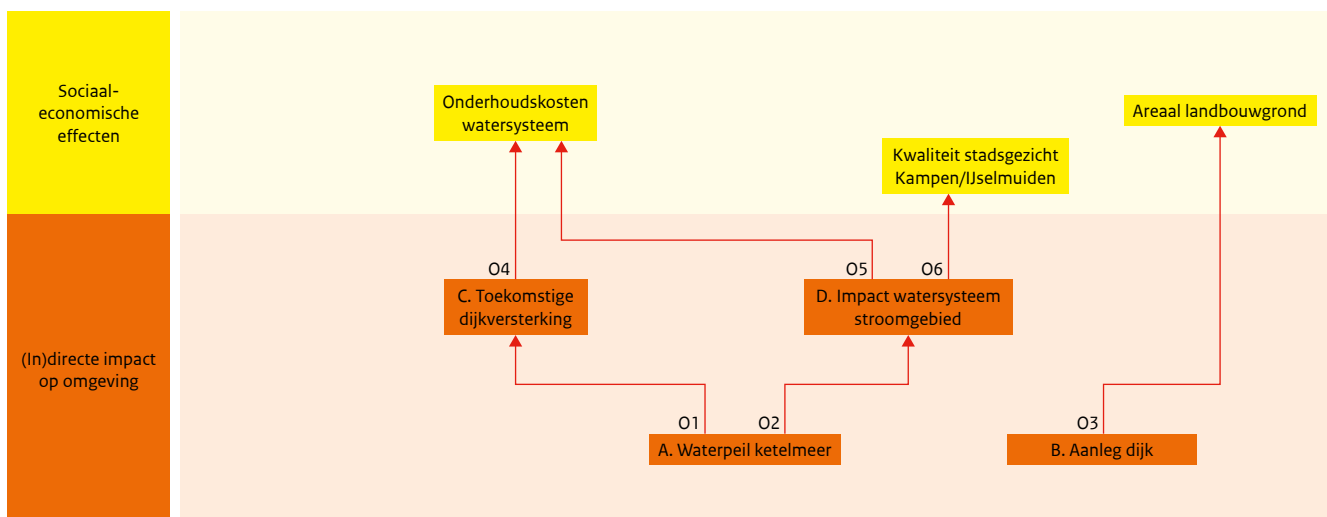 Sociaal-
economische
effecten
Onderhoudskosten
watersysteem
Areaal landbouwgrond
Kwaliteit stadsgezicht
Kampen/IJselmuiden
O4
O5
O6
C. Toekomstige
dijkversterking
D. Impact watersysteem
stroomgebied
(In)directe impact
op omgeving
O1
O2
O3
A. Waterpeil ketelmeer
B. Aanleg dijk